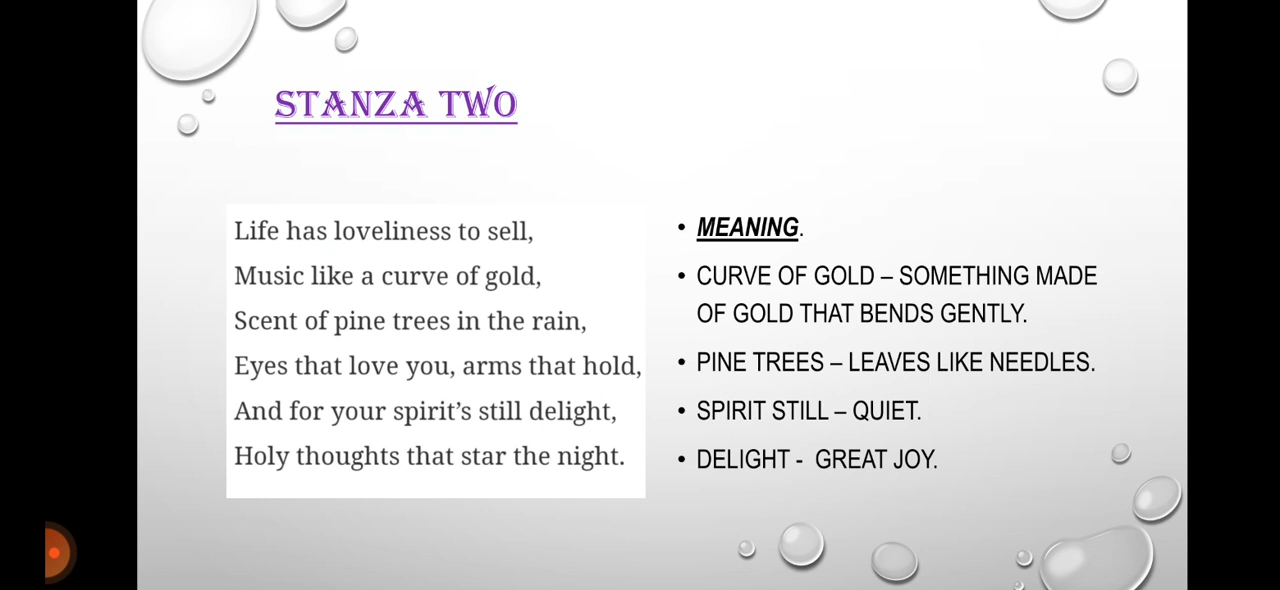 STANZA TWO
Life has loveliness to sell,
Music like a curve of gold,
Scent of pine trees in the rain,
Eyes that love you, arms that hold,
And for your spirit’s still delight,
Holy thoughts that star the night.
• MEANING.
• CURVE OF GOLD – SOMETHING MADE
OF GOLD THAT BENDS GENTLY.
• PINE TREES – LEAVES LIKE NEEDLES.
• SPIRIT STILL – QUIET.
• DELIGHT - GREAT JOY.